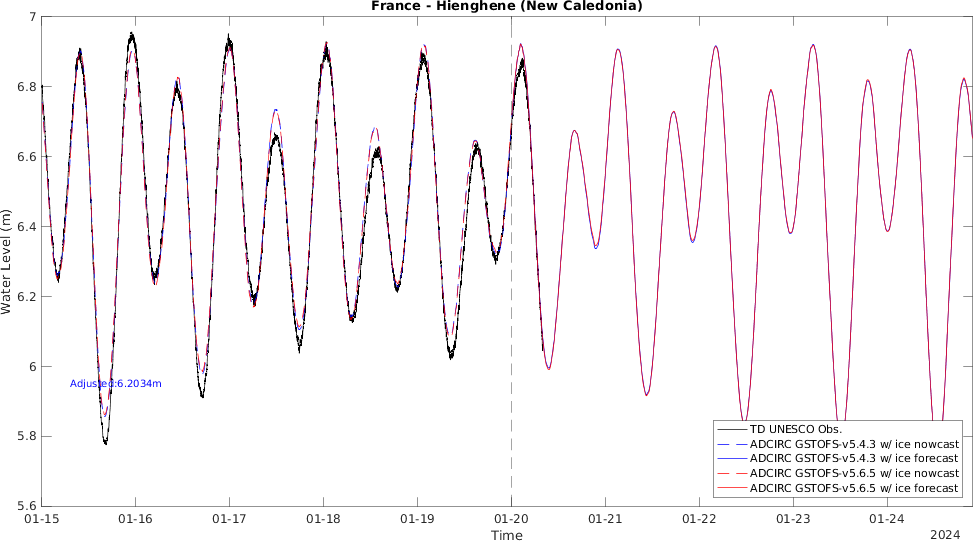 France - Hienghene (New Caledonia)
7
6.8
6.6
6.4
6.2
6
5.8
5.6
Water Level (m)
Adjusted:6.2034m
TD UNESCO Obs.
ADCIRC GSTOFS-v5.4.3 w/ ice nowcast
ADCIRC GSTOFS-v5.4.3 w/ ice forecast
ADCIRC GSTOFS-v5.6.5 w/ ice nowcast
ADCIRC GSTOFS-v5.6.5 w/ ice forecast
01-15 01-16 01-17 01-18 01-19 01-20 01-21 01-22 01-23 01-24
Time
2024